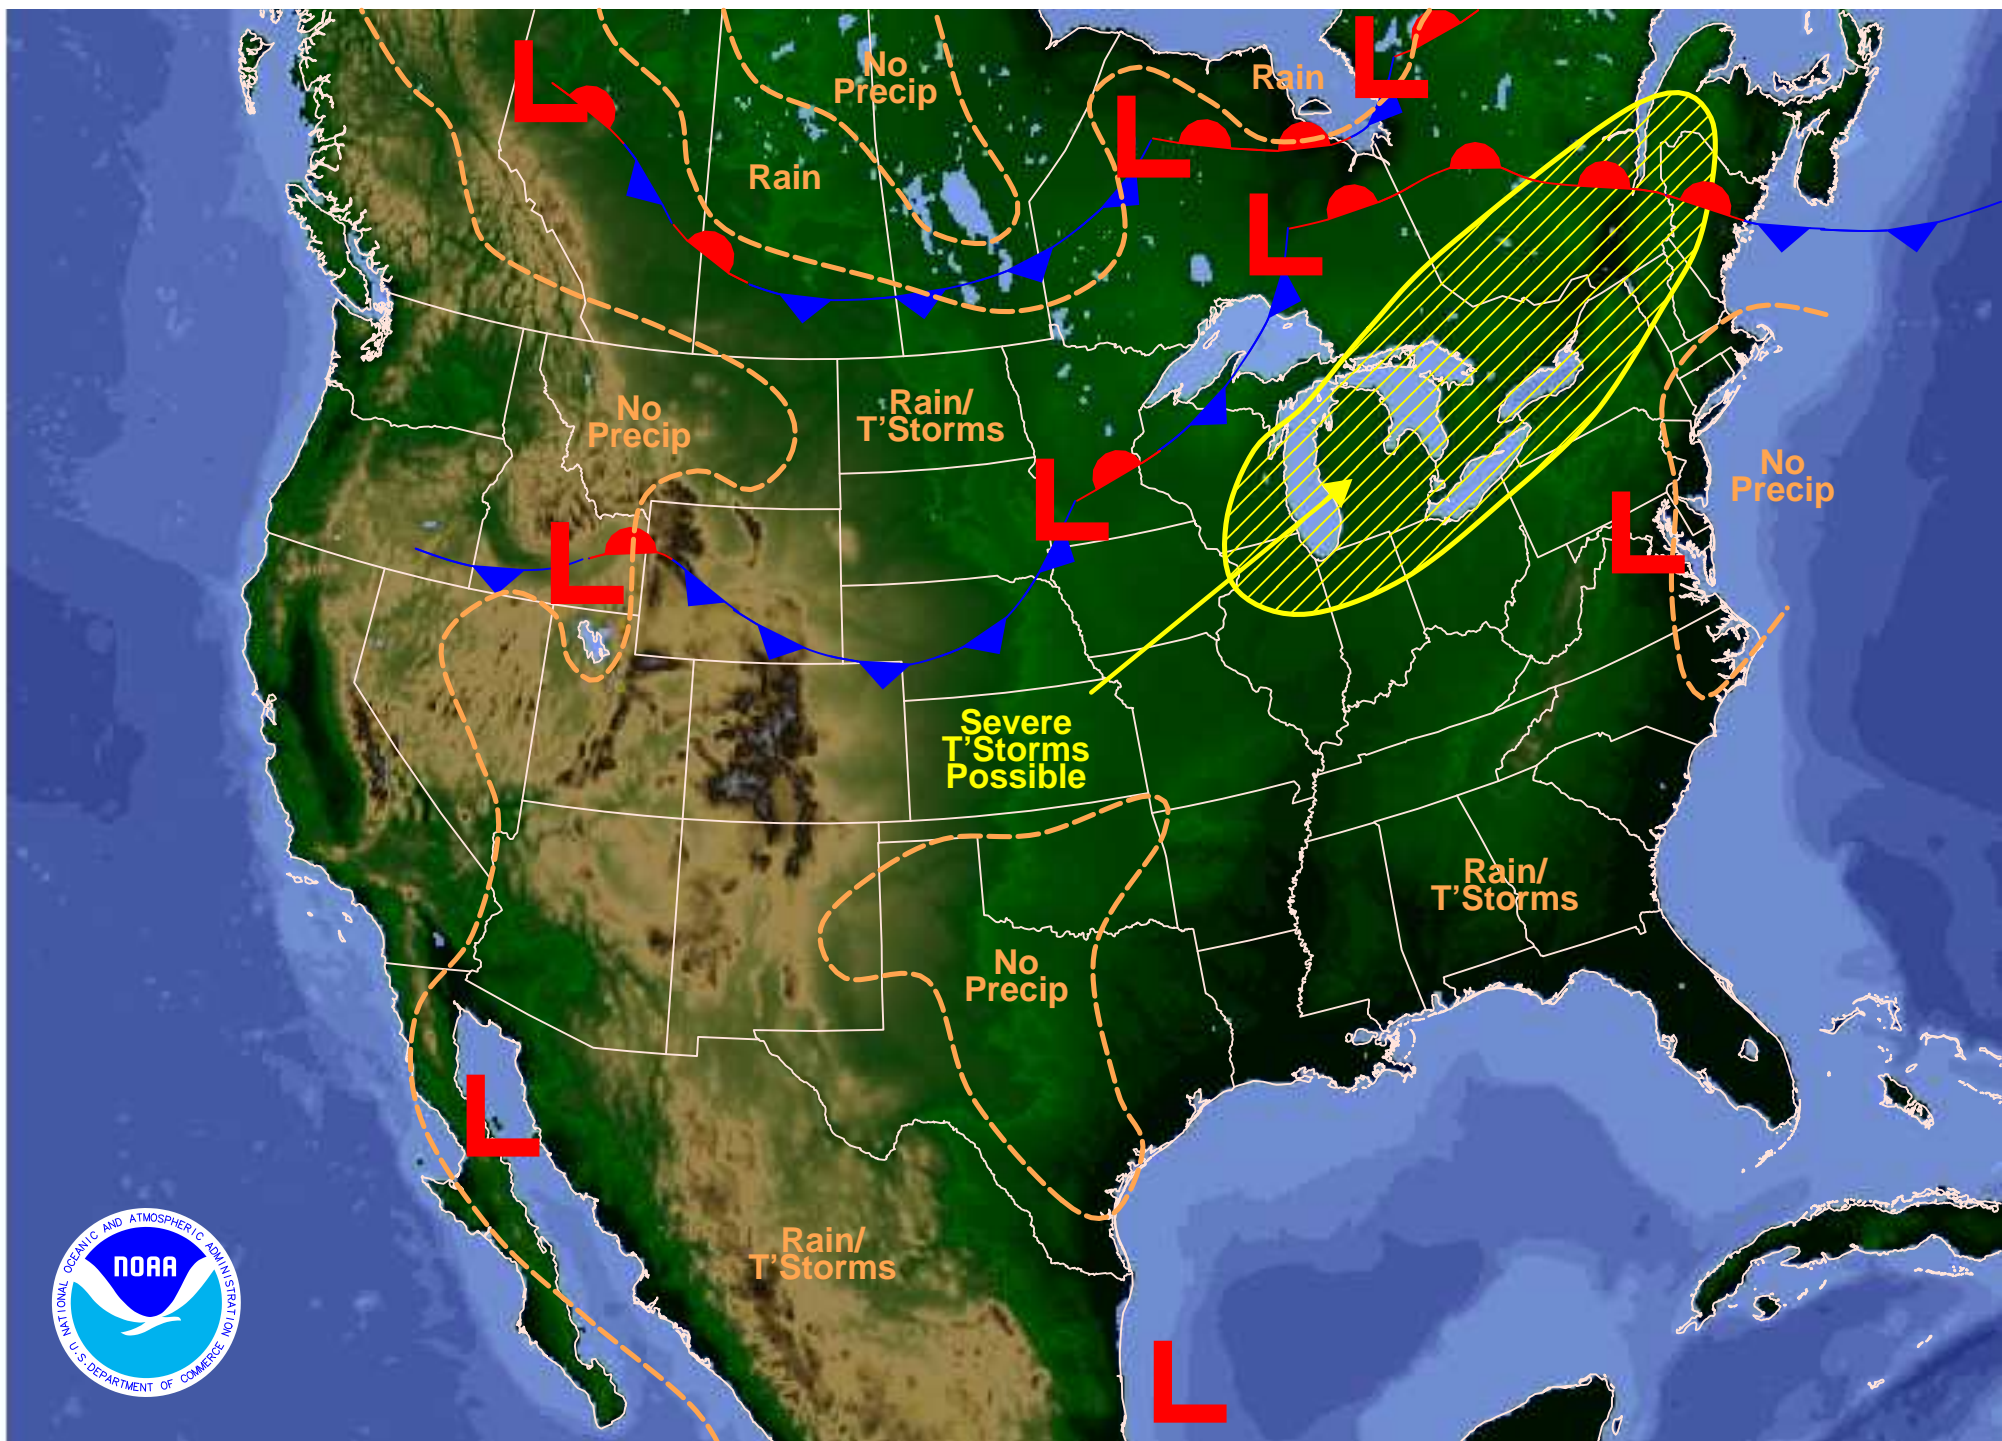 No
Precip
Rain
L
L
L
Rain
L
No
Precip
Rain/
T'Storms
No
Precip
L
L
L
Severe
T'Storms
Possible
Rain/
T'Storms
No
Precip
L
Rain/
T'Storms
L
NATIONAL OCEANIC AND ATMOSPHERIC ADMINISTRATION
NOAA
U.S. DEPARTMENT OF COMMERCE